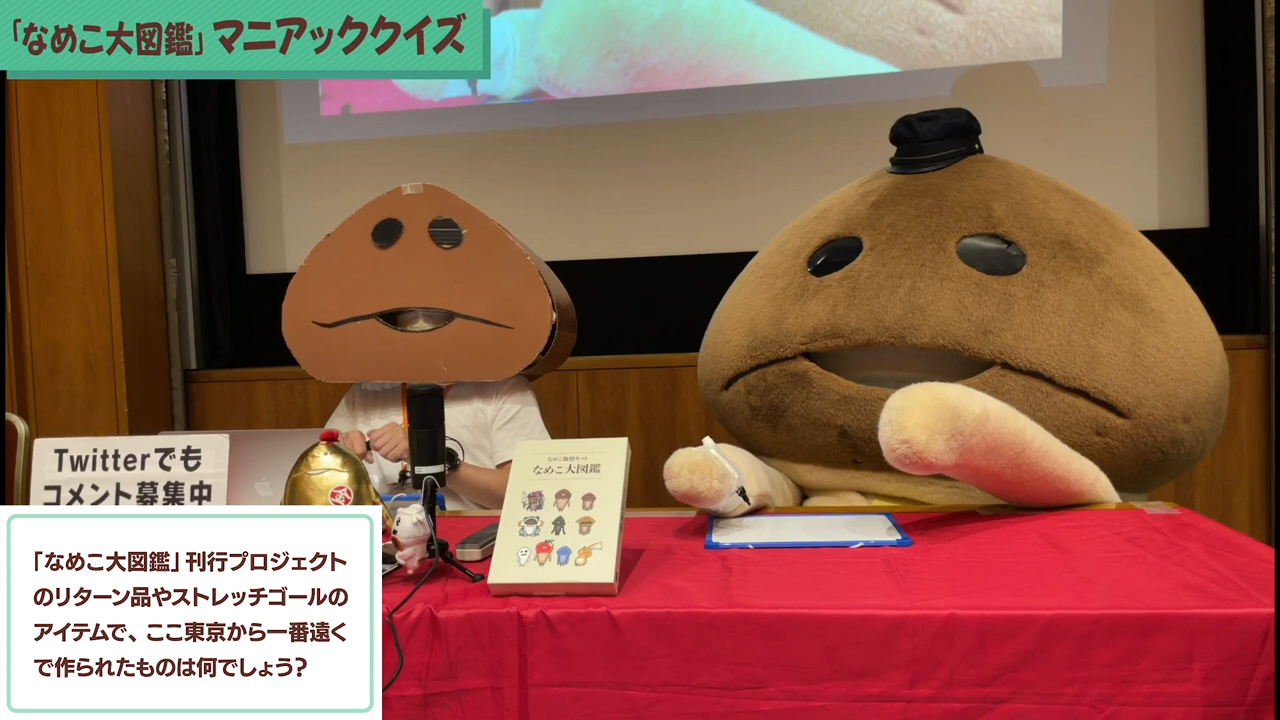 「なめこ大図鑑」マニアッククイズ
Twitterでも
コメント募集中
なめこ栽培キット
なめこ大図鑑
「なめこ大図鑑」刊行プロジェクト
のリターン品やストレッチゴールの
アイテムで、ここ東京から一番遠く
で作られたものは何でしょう?